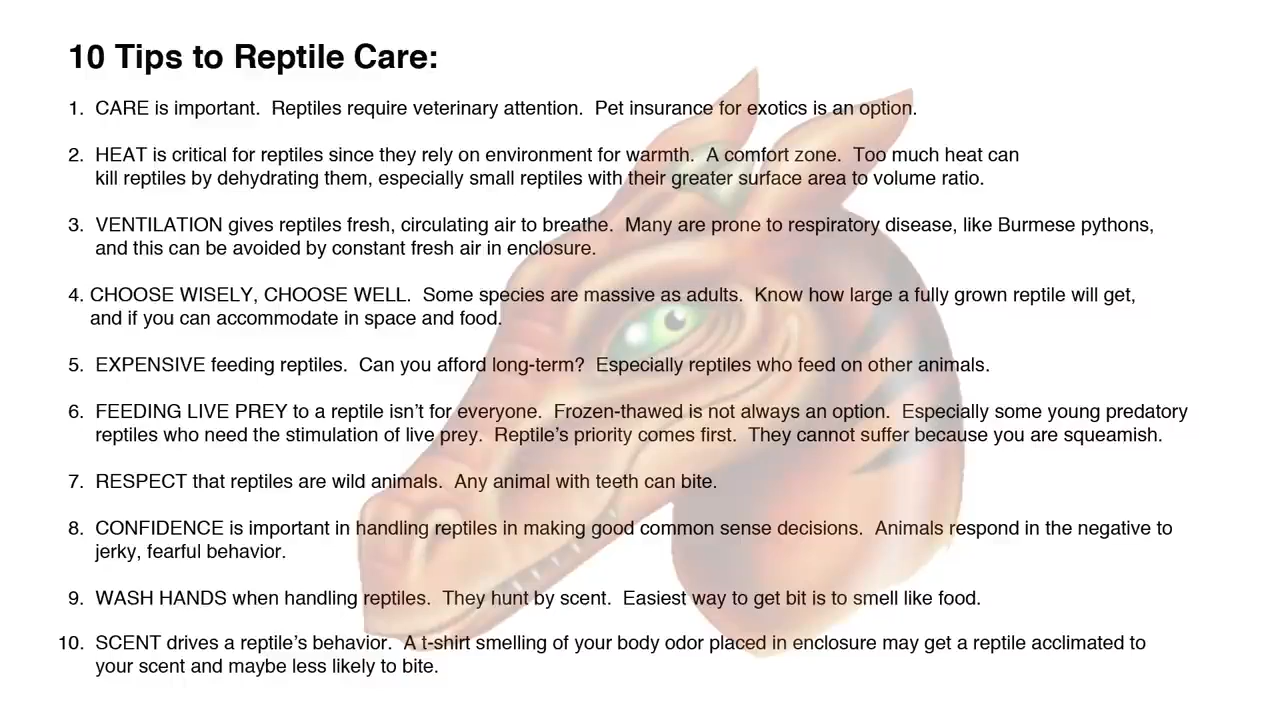 10 Tips to Reptile Care:
1. CARE is important. Reptiles require veterinary attention. Pet insurance for exotics is an option.
2. HEAT is critical for reptiles since they rely on environment for warmth. A comfort zone. Too much heat can
kill reptiles by dehydrating them, especially small reptiles with their greater surface area to volume ratio.
3. VENTILATION gives reptiles fresh, circulating air to breathe. Many are prone to respiratory disease, like Burmese pythons,
and this can be avoided by constant fresh air in enclosure.
4. CHOOSE WISELY, CHOOSE WELL. Some species are massive as adults. Know how large a fully grown reptile will get,
and if you can accommodate in space and food.
5. EXPENSIVE feeding reptiles. Can you afford long-term? Especially reptiles who feed on other animals.
6. FEEDING LIVE PREY to a reptile isn’t for everyone. Frozen-thawed is not always an option. Especially some young predatory
reptiles who need the stimulation of live prey. Reptile’s priority comes first. They cannot suffer because you are squeamish.
7. RESPECT that reptiles are wild animals. Any animal with teeth can bite.
8. CONFIDENCE is important in handling reptiles in making good common sense decisions. Animals respond in the negative to
jerky, fearful behavior.
9. WASH HANDS when handling reptiles. They hunt by scent. Easiest way to get bit is to smell like food.
10. SCENT drives a reptile’s behavior. A t-shirt smelling of your body odor placed in enclosure may get a reptile acclimated to
your scent and maybe less likely to bite.